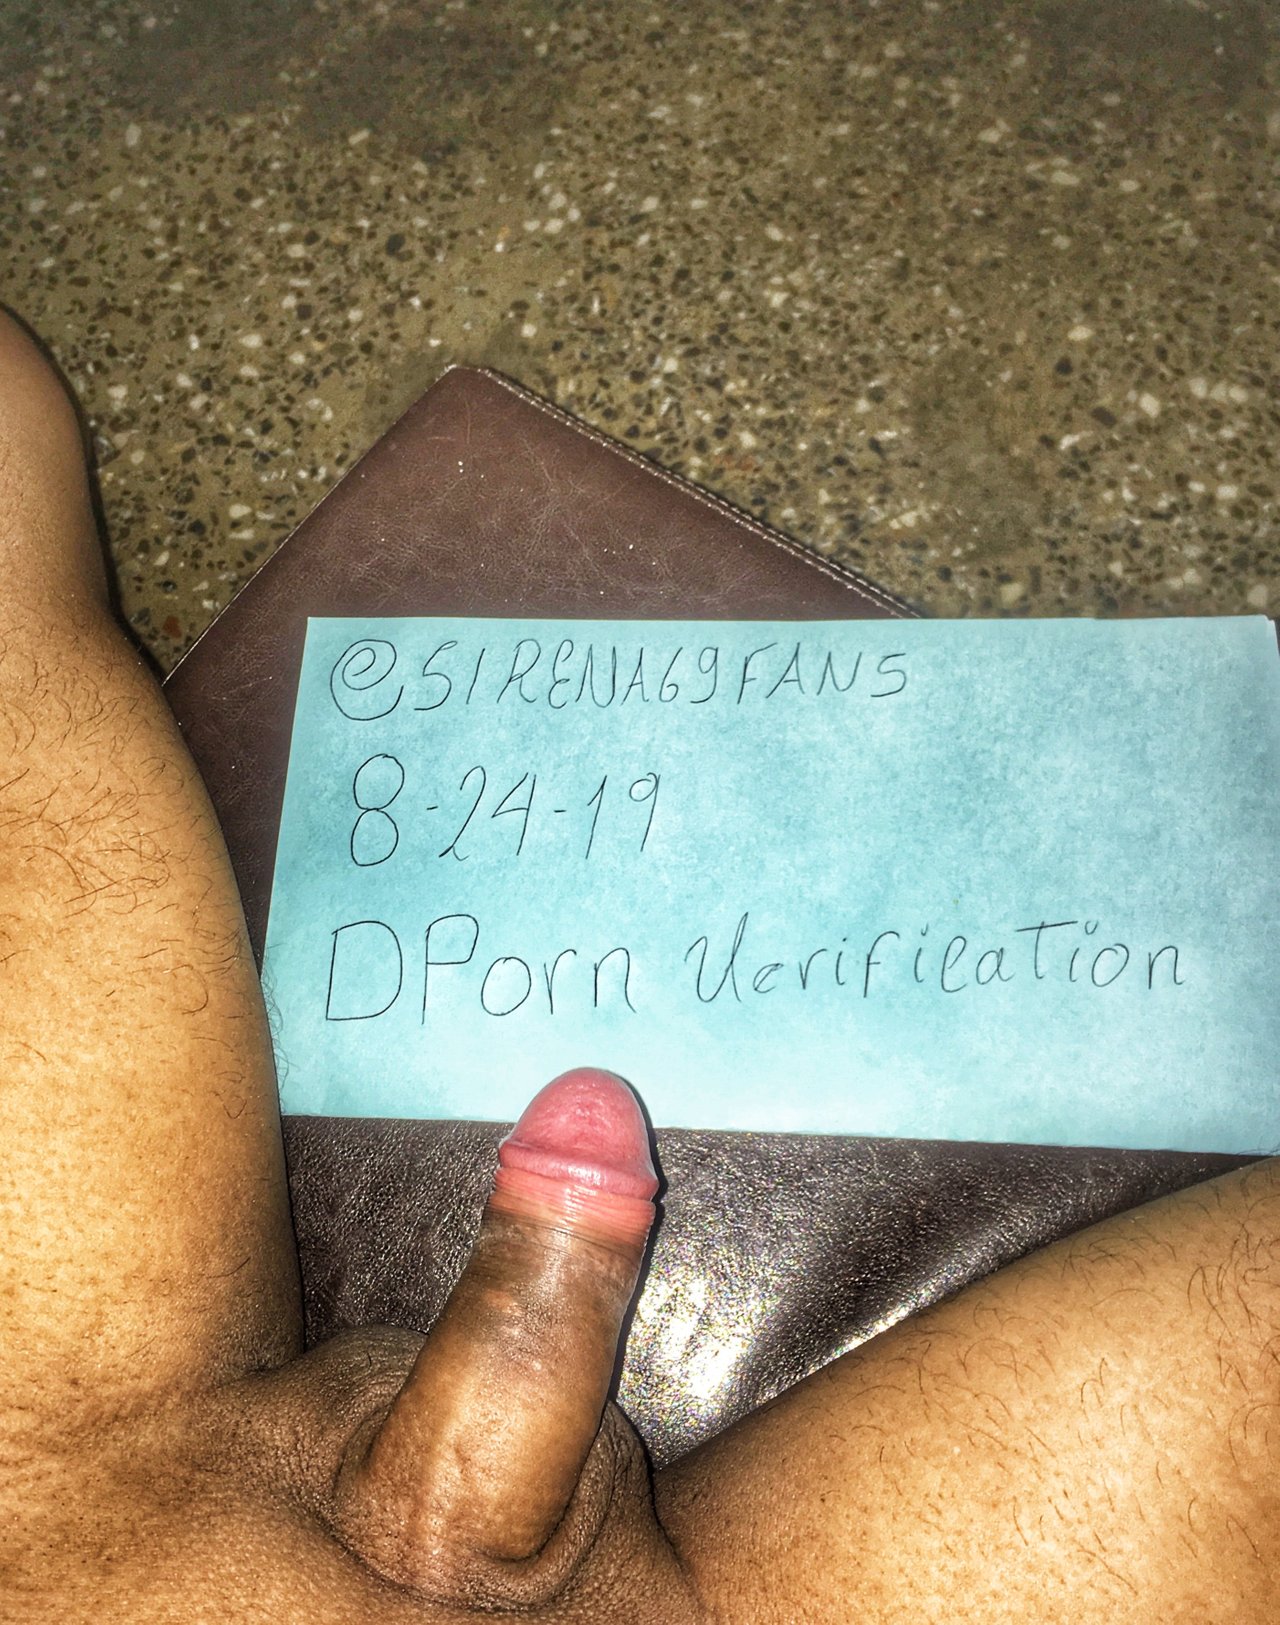 @SIRENA69FANS
8-24-19
DPorn Verification